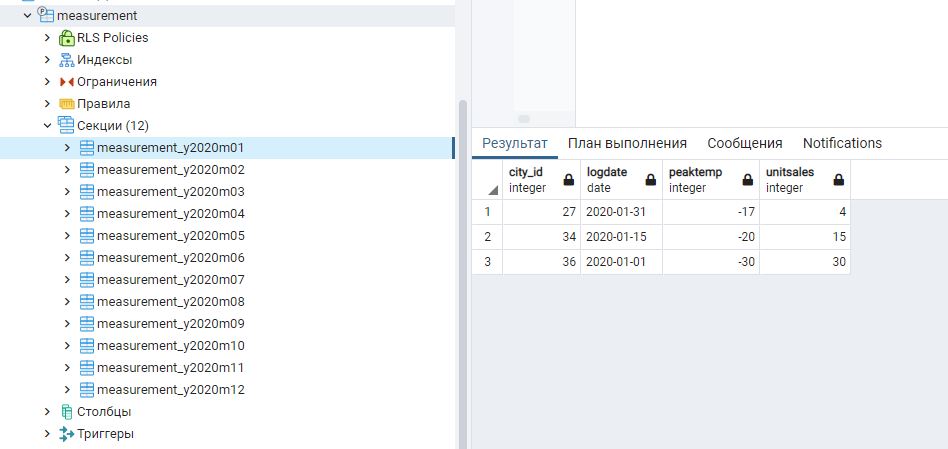 measurement
RLS Policies
Индексы
Ограничения
Правила
Секции (12)
measurement_y2020m01
measurement_y2020m02
measurement_y2020m03
measurement_y2020m04
measurement_y2020m05
measurement_y2020m06
measurement_y2020m07
measurement_y2020m08
measurement_y2020m09
measurement_y2020m10
measurement_y2020m11
measurement_y2020m12
Столбцы
Триггеры
Результат План выполнения Сообщения Notifications
city_id logdate peaktemp unitsales
integer date integer integer
1 27 2020-01-31 -17 4
2 34 2020-01-15 -20 15
3 36 2020-01-01 -30 30